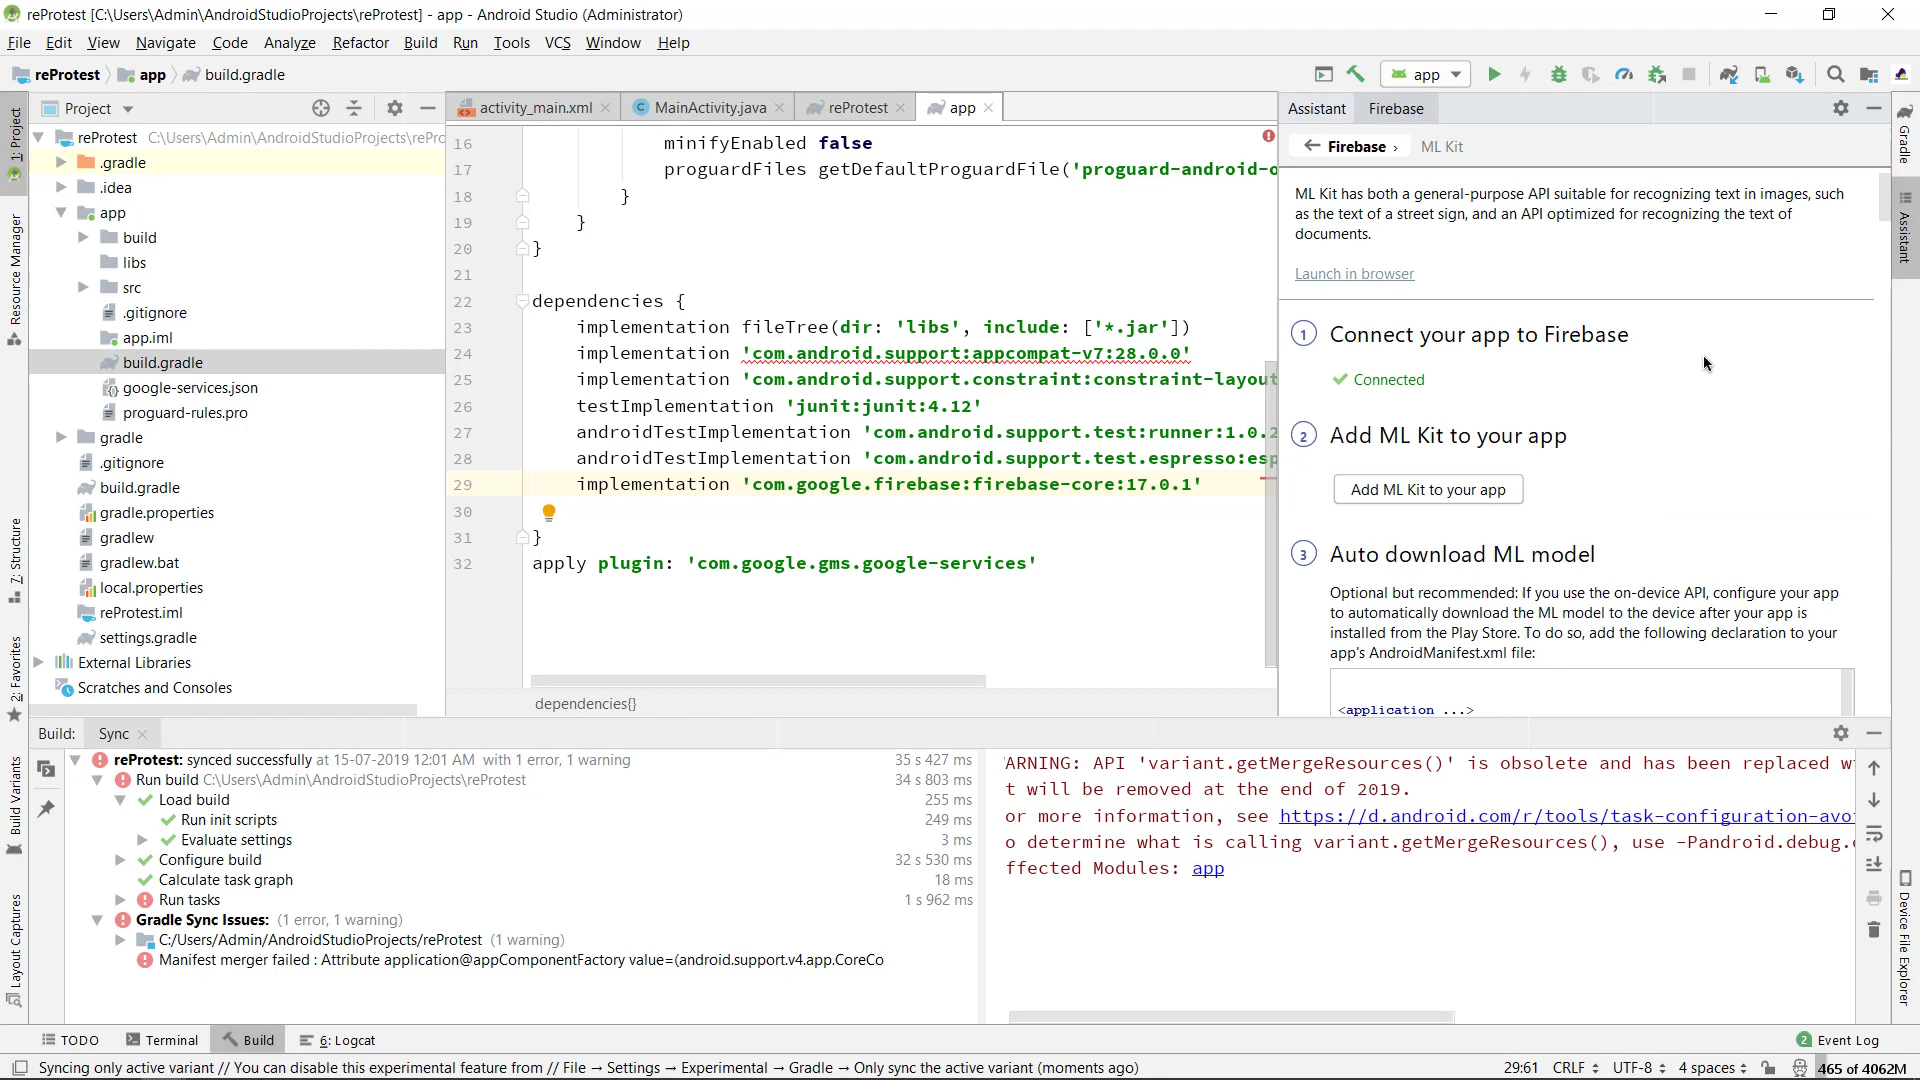 reProtest [C:\Users\Admin\AndroidStudioProjects\reProtest] - app - Android Studio (Administrator)
File Edit View Navigate Code Analyze Refactor Build Run Tools VCS Window Help
reProtest app build.gradle
app
Project
activity_main.xml
MainActivity.java
reProtest
app
Assistant Firebase
1: Project
Resource Manager
7: Structure
2: Favorites
Build Variants
Layout Captures
reProtest C:\Users\Admin\AndroidStudioProjects\rePro
.gradle
.idea
app
build
libs
src
.gitignore
app.iml
build.gradle
google-services.json
proguard-rules.pro
gradle
.gitignore
build.gradle
gradle.properties
gradlew
gradlew.bat
local.properties
reProtest.iml
settings.gradle
External Libraries
Scratches and Consoles
16 minifyEnabled false
17 proguardFiles getDefaultProguardFile('proguard-android-o
18 }
19 }
20 }
21
22 dependencies {
23 implementation fileTree(dir: 'libs', include: ['*.jar'])
24 implementation 'com.android.support:appcompat-v7:28.0.0'
25 implementation 'com.android.support.constraint:constraint-layout
26 testImplementation 'junit:junit:4.12'
27 androidTestImplementation 'com.android.support.test:runner:1.0.2
28 androidTestImplementation 'com.android.support.test.espresso:esp
29 implementation 'com.google.firebase:firebase-core:17.0.1'
30
31 }
32 apply plugin: 'com.google.gms.google-services'
dependencies{}
Firebase › ML Kit
ML Kit has both a general-purpose API suitable for recognizing text in images, such
as the text of a street sign, and an API optimized for recognizing the text of
documents.
Launch in browser
1 Connect your app to Firebase
Connected
2 Add ML Kit to your app
Add ML Kit to your app
3 Auto download ML model
Optional but recommended: If you use the on-device API, configure your app
to automatically download the ML model to the device after your app is
installed from the Play Store. To do so, add the following declaration to your
app's AndroidManifest.xml file:
<application ...>
Gradle
Assistant
Device File Explorer
Build: Sync
reProtest: synced successfully at 15-07-2019 12:01 AM with 1 error, 1 warning 35 s 427 ms
Run build C:\Users\Admin\AndroidStudioProjects\reProtest 34 s 803 ms
Load build 255 ms
Run init scripts 249 ms
Evaluate settings 3 ms
Configure build 32 s 530 ms
Calculate task graph 18 ms
Run tasks 1 s 962 ms
Gradle Sync Issues: (1 error, 1 warning)
C:/Users/Admin/AndroidStudioProjects/reProtest (1 warning)
Manifest merger failed : Attribute application@appComponentFactory value=(android.support.v4.app.CoreCo
ARNING: API 'variant.getMergeResources()' is obsolete and has been replaced wi
t will be removed at the end of 2019.
or more information, see https://d.android.com/r/tools/task-configuration-avo
o determine what is calling variant.getMergeResources(), use -Pandroid.debug.
ffected Modules: app
TODO Terminal Build 6: Logcat
2 Event Log
Syncing only active variant // You can disable this experimental feature from // File → Settings → Experimental → Gradle → Only sync the active variant (moments ago)
29:61 CRLF UTF-8 4 spaces 465 of 4062M